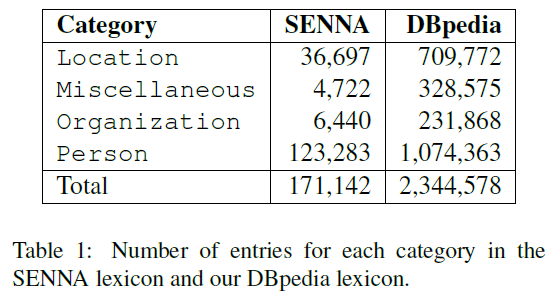 Category SENNA DBpedia
Location 36,697 709,772
Miscellaneous 4,722 328,575
Organization 6,440 231,868
Person 123,283 1,074,363
Total 171,142 2,344,578
Table 1: Number of entries for each category in the
SENNA lexicon and our DBpedia lexicon.